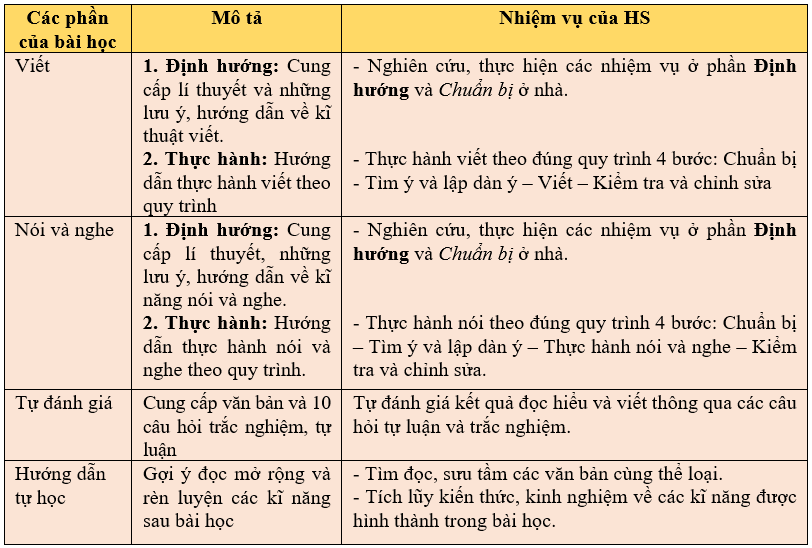 Các phần
của bài học
Mô tả
Nhiệm vụ của HS
Viết
1. Định hướng: Cung
cấp lí thuyết và những
lưu ý, hướng dẫn về kĩ
thuật viết.
2. Thực hành: Hướng
dẫn thực hành viết theo
quy trình
- Nghiên cứu, thực hiện các nhiệm vụ ở phần Định
hướng và Chuẩn bị ở nhà.
- Thực hành viết theo đúng quy trình 4 bước: Chuẩn bị
- Tìm ý và lập dàn ý – Viết – Kiểm tra và chỉnh sửa
Nói và nghe
1. Định hướng: Cung
cấp lí thuyết, những
lưu ý, hướng dẫn về kĩ
năng nói và nghe.
2. Thực hành: Hướng
dẫn thực hành nói và
nghe theo quy trình.
- Nghiên cứu, thực hiện các nhiệm vụ ở phần Định
hướng và Chuẩn bị ở nhà.
- Thực hành nói theo đúng quy trình 4 bước: Chuẩn bị
– Tìm ý và lập dàn ý – Thực hành nói và nghe – Kiểm
tra và chỉnh sửa.
Tự đánh giá
Cung cấp văn bản và 10
câu hỏi trắc nghiệm, tự
luận
Tự đánh giá kết quả đọc hiểu và viết thông qua các câu
hỏi tự luận và trắc nghiệm.
Hướng dẫn
tự học
Gợi ý đọc mở rộng và
rèn luyện các kĩ năng
sau bài học
- Tìm đọc, sưu tầm các văn bản cùng thể loại.
- Tích lũy kiến thức, kinh nghiệm về các kĩ năng được
hình thành trong bài học.